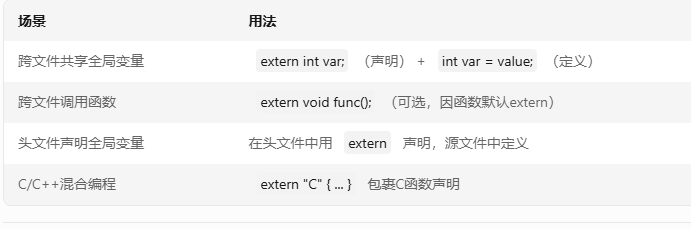 场景 用法
跨文件共享全局变量 extern int var; （声明） + int var = value; （定义）
跨文件调用函数 extern void func(); （可选，因函数默认extern）
头文件声明全局变量 在头文件中用 extern 声明，源文件中定义
C/C++混合编程 extern "C" { ... } 包裹C函数声明